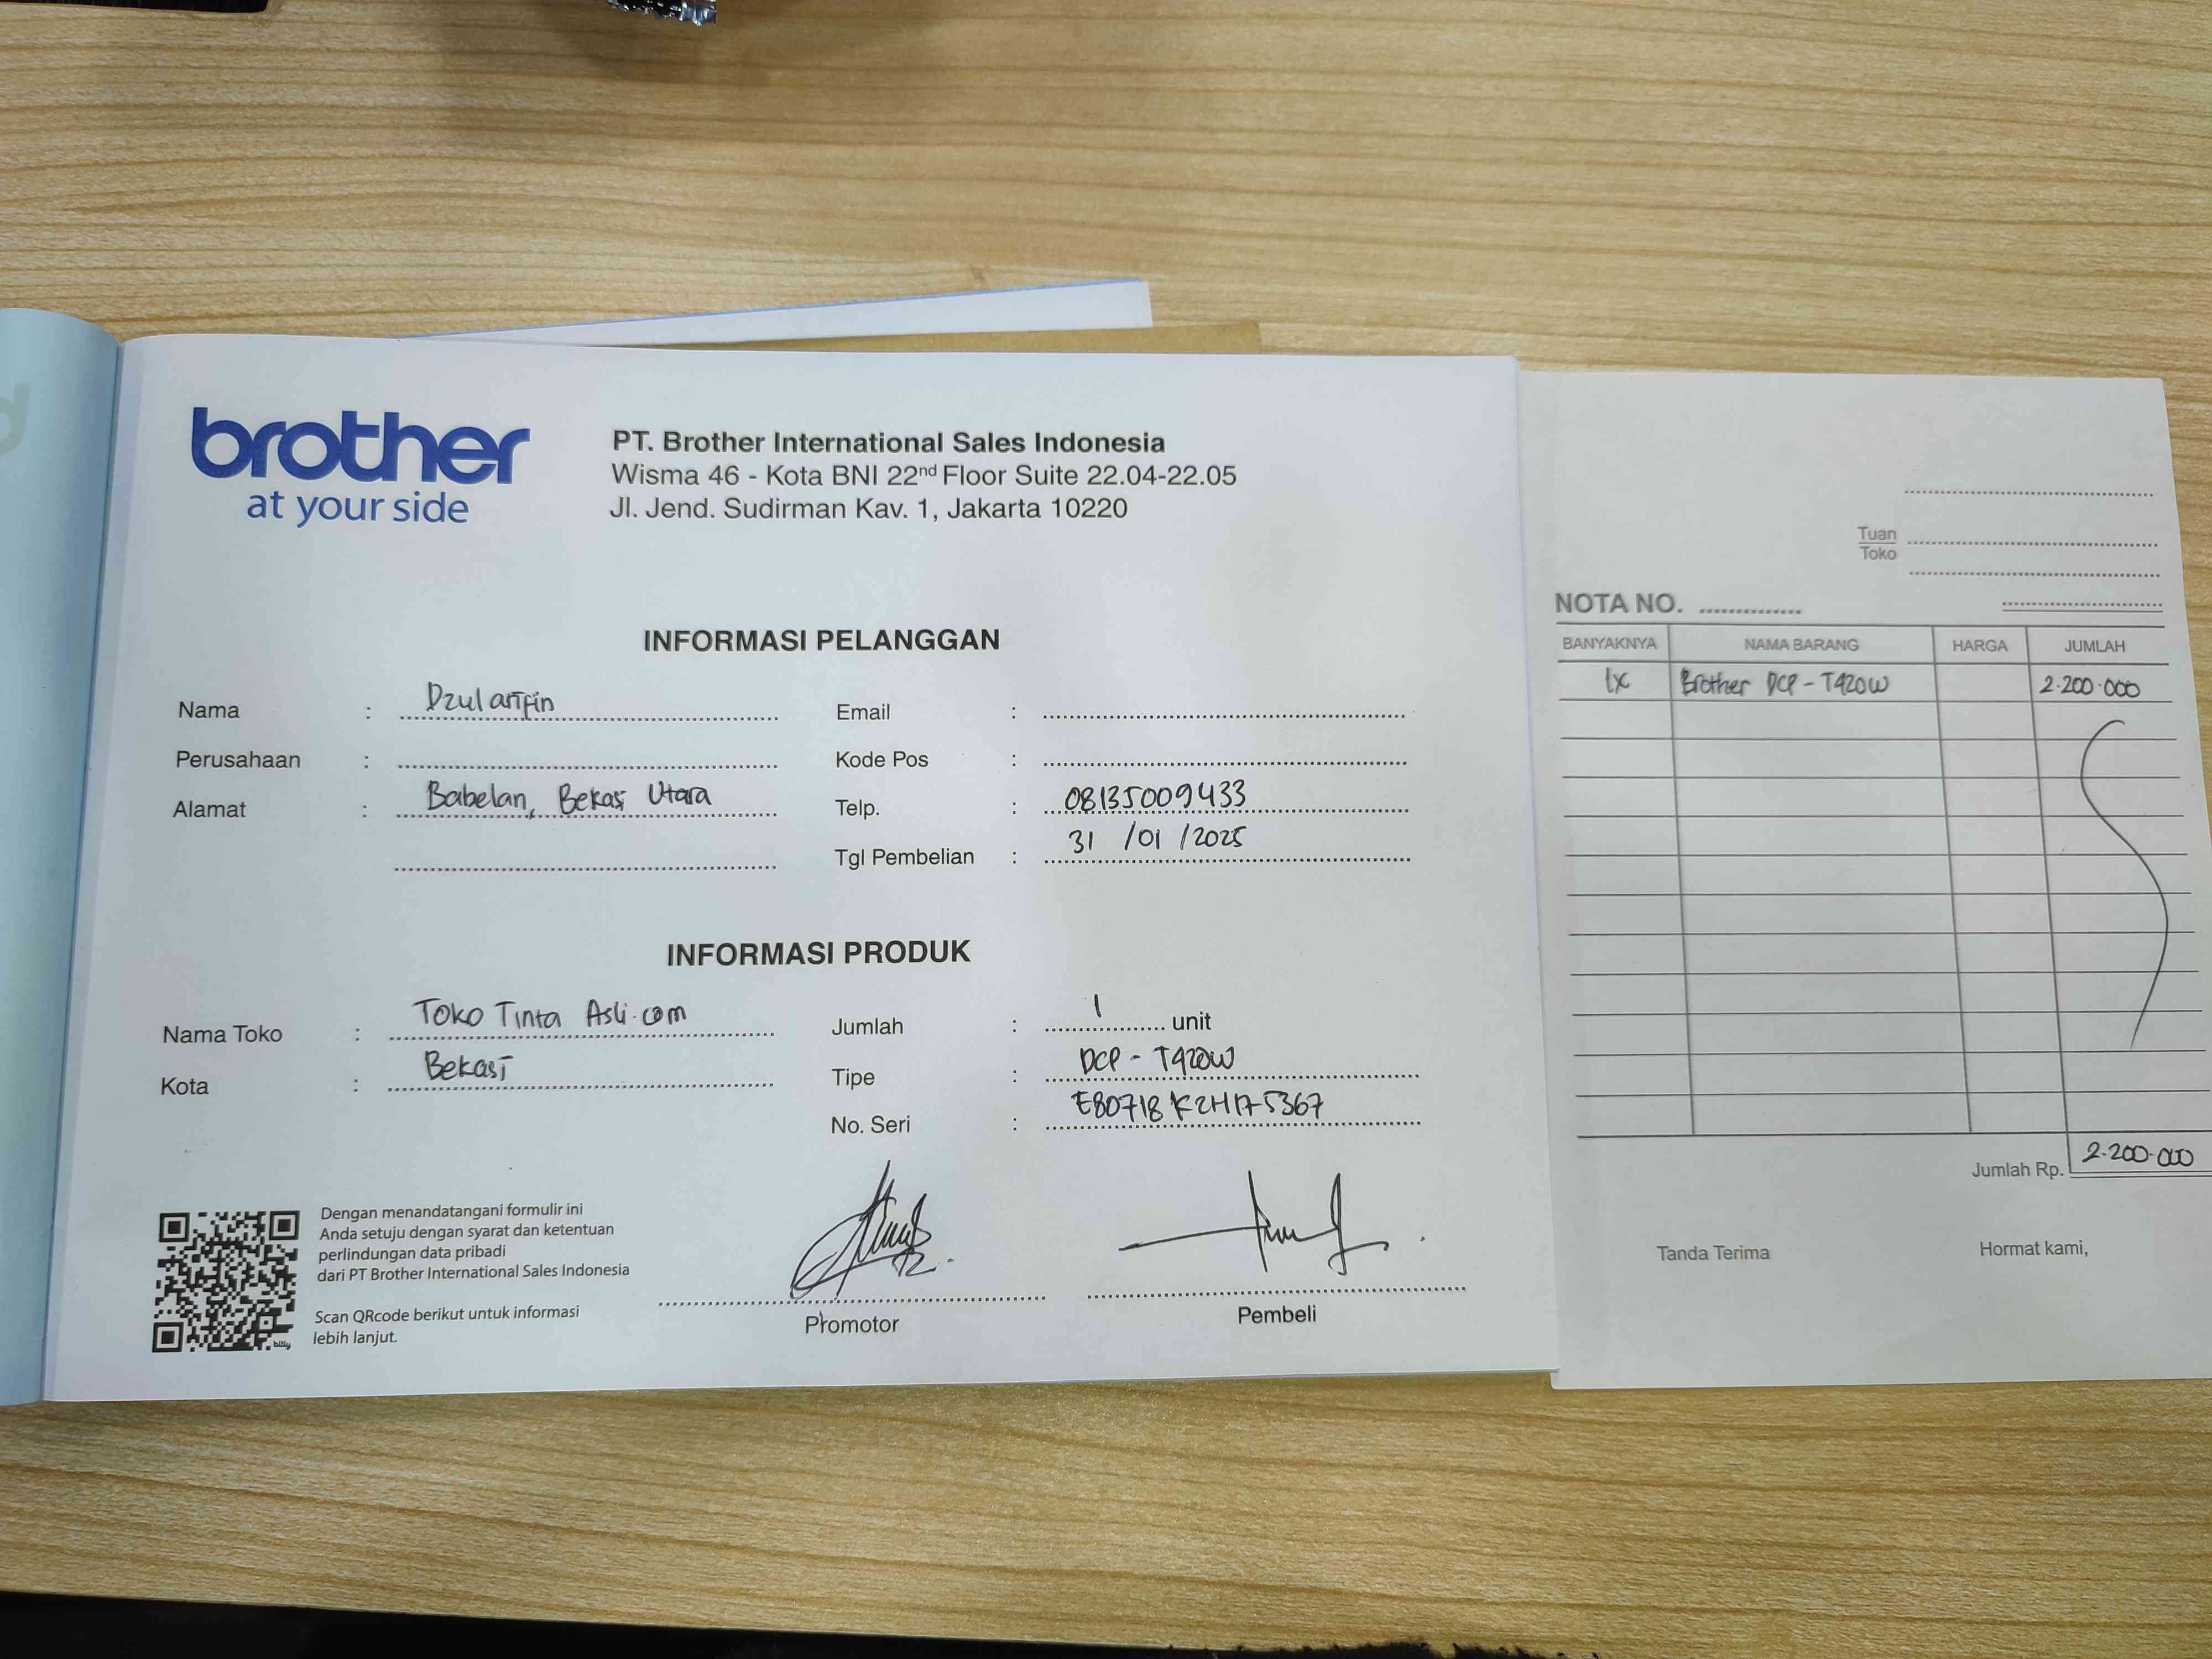 brother
at your side
PT. Brother International Sales Indonesia
Wisma 46 - Kota BNI 22nd Floor Suite 22.04-22.05
Jl. Jend. Sudirman Kav. 1, Jakarta 10220
INFORMASI PELANGGAN
Nama : Dzularifin
Perusahaan :
Alamat : Babelan, Bekasi Utara
Email :
Kode Pos :
Telp. : 08135009433
Tgl Pembelian : 31 /01 /2025
INFORMASI PRODUK
Nama Toko : Toko Tinta Asli.com
Kota : Bekasi
Jumlah : 1 unit
Tipe : DCP - T420W
No. Seri :
Dengan menandatangani formulir ini
Anda setuju dengan syarat dan ketentuan
perlindungan data pribadi
dari PT Brother International Sales Indonesia
Scan QRcode berikut untuk informasi
lebih lanjut.
bitly
Promotor
Pembeli
Tuan
Toko
NOTA NO.
BANYAKNYA NAMA BARANG HARGA JUMLAH
1x Brother DCP - T420W 2.200.000
Jumlah Rp. 2.200.000
Tanda Terima
Hormat kami,